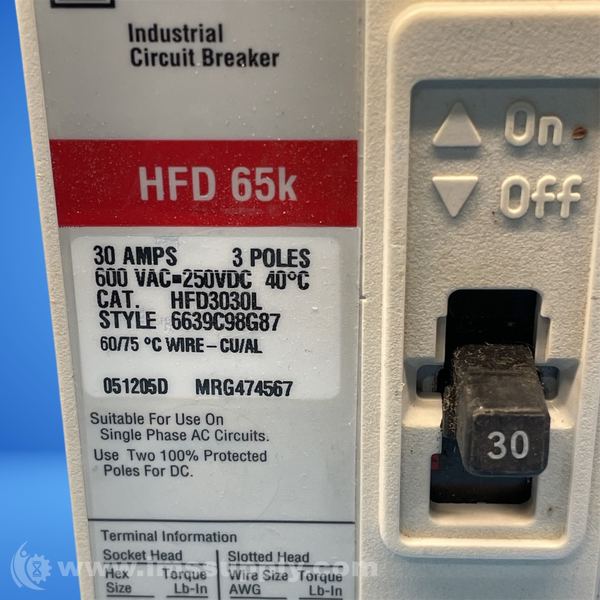 Industrial
Circuit Breaker
HFD 65k
30 AMPS 3 POLES
600 VAC=250VDC 40°C
CAT. HFD3030L
STYLE 6639C98G87
60/75 °C WIRE-CU/AL
051205D MRG474567
Suitable For Use On
Single Phase AC Circuits.
Use Two 100% Protected
Poles For DC.
Terminal Information
Socket Head
Hex Torque
Size Lb-In
Slotted Head
Wire Size Torque
AWG Lb-In
On
Off
30
www.imssupply.com